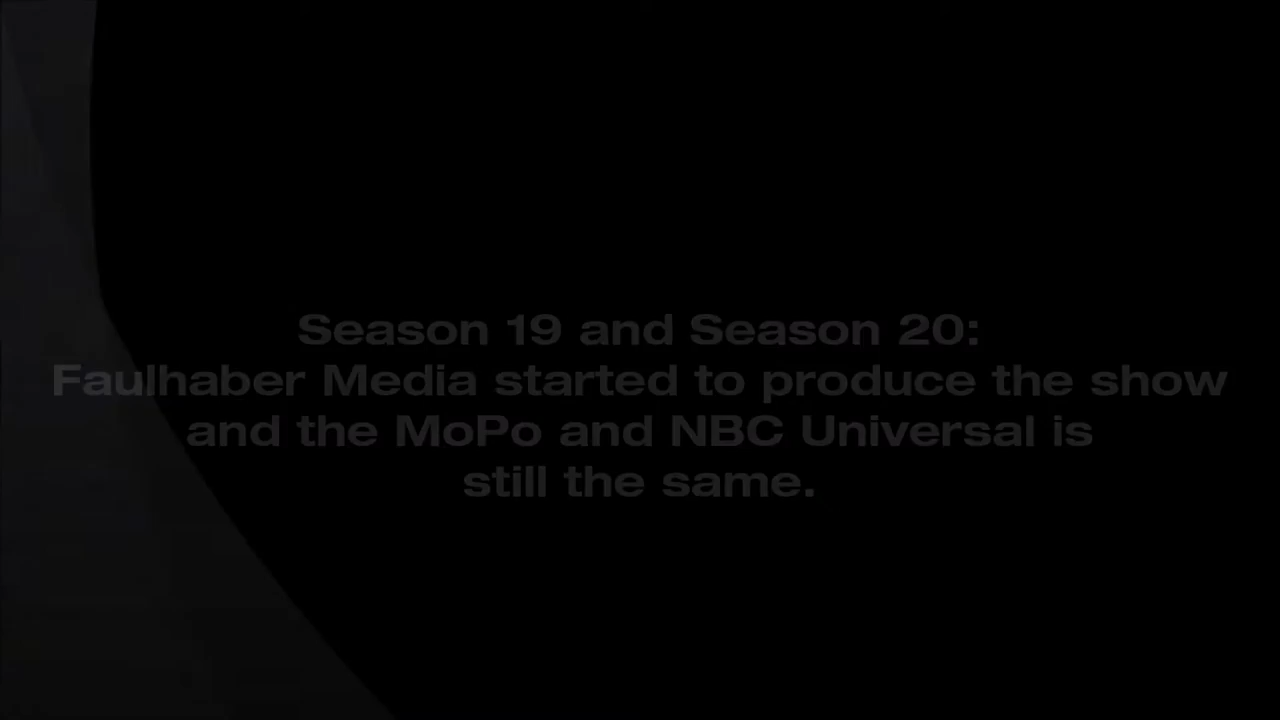 Season 19 and Season 20:
Faulhaber Media started to produce the show
and the MoPo and NBC Universal is
still the same.